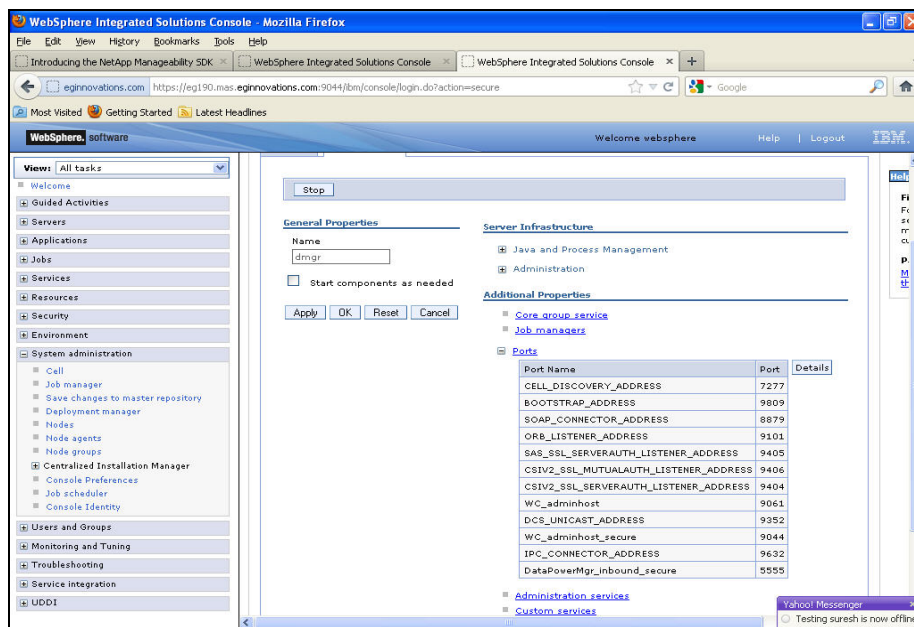 WebSphere Integrated Solutions Console - Mozilla Firefox
File Edit View History Bookmarks Tools Help
Introducing the NetApp Manageability SDK
WebSphere Integrated Solutions Console
WebSphere Integrated Solutions Console
eginnovations.com https://eg190.mas.eginnovations.com:9044/ibm/console/login.do?action=secure
Google
Most Visited Getting Started Latest Headlines
WebSphere. software Welcome websphere Help | Logout IBM.
View: All tasks
Welcome
Guided Activities
Servers
Applications
Jobs
Services
Resources
Security
Environment
System administration
Cell
Job manager
Save changes to master repository
Deployment manager
Nodes
Node agents
Node groups
Centralized Installation Manager
Console Preferences
Job scheduler
Console Identity
Users and Groups
Monitoring and Tuning
Troubleshooting
Service integration
UDDI
Stop
General Properties
Name
dmgr
Start components as needed
Apply OK Reset Cancel
Server Infrastructure
Java and Process Management
Administration
Additional Properties
Core group service
Job managers
Ports
Port Name Port Details
CELL_DISCOVERY_ADDRESS 7277
BOOTSTRAP_ADDRESS 9809
SOAP_CONNECTOR_ADDRESS 8879
ORB_LISTENER_ADDRESS 9101
SAS_SSL_SERVERAUTH_LISTENER_ADDRESS 9405
CSIV2_SSL_MUTUALAUTH_LISTENER_ADDRESS 9406
CSIV2_SSL_SERVERAUTH_LISTENER_ADDRESS 9404
WC_adminhost 9061
DCS_UNICAST_ADDRESS 9352
WC_adminhost_secure 9044
IPC_CONNECTOR_ADDRESS 9632
DataPowerMgr_inbound_secure 5555
Administration services
Custom services
Yahoo! Messenger
Testing suresh is now offline